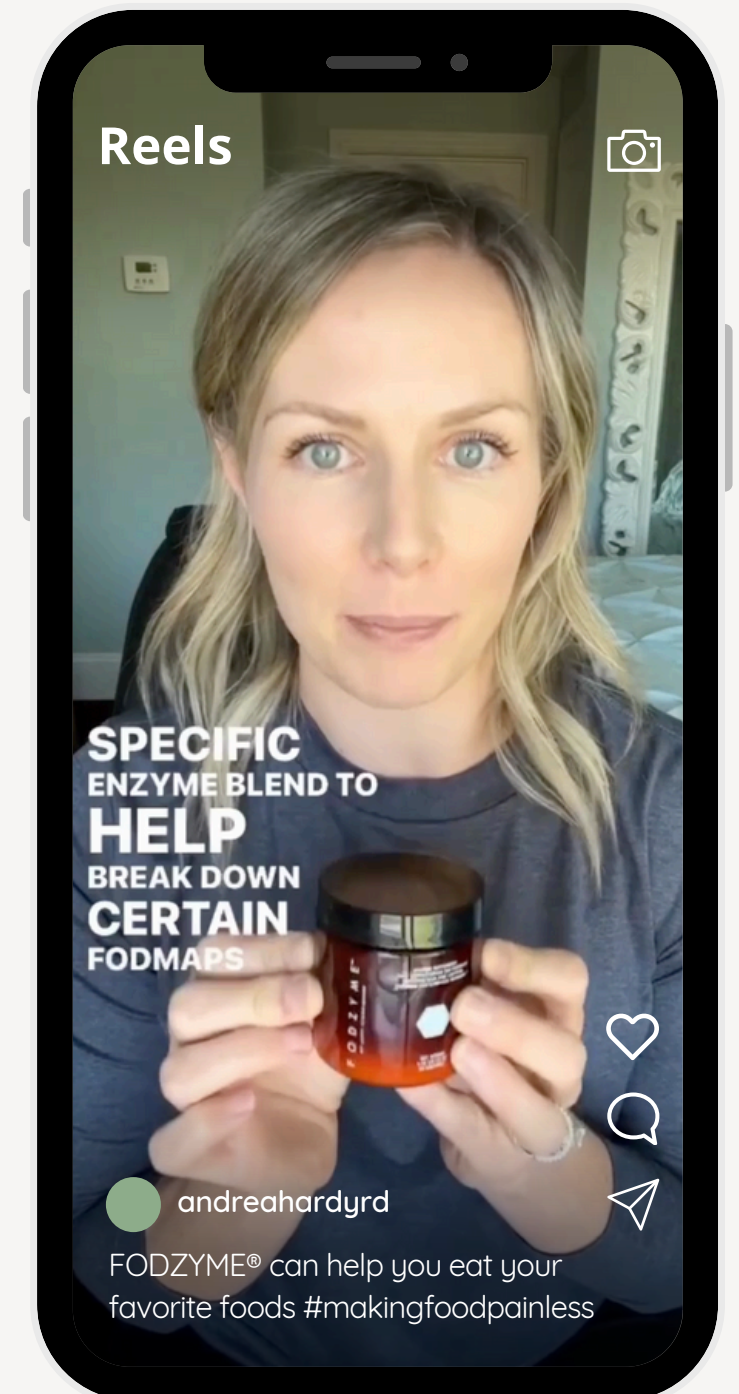 Reels
SPECIFIC
ENZYME BLEND TO
HELP
BREAK DOWN
CERTAIN
FODMAPS
FODZYME
andreahardyrd
FODZYME® can help you eat your
favorite foods #makingfoodpainless